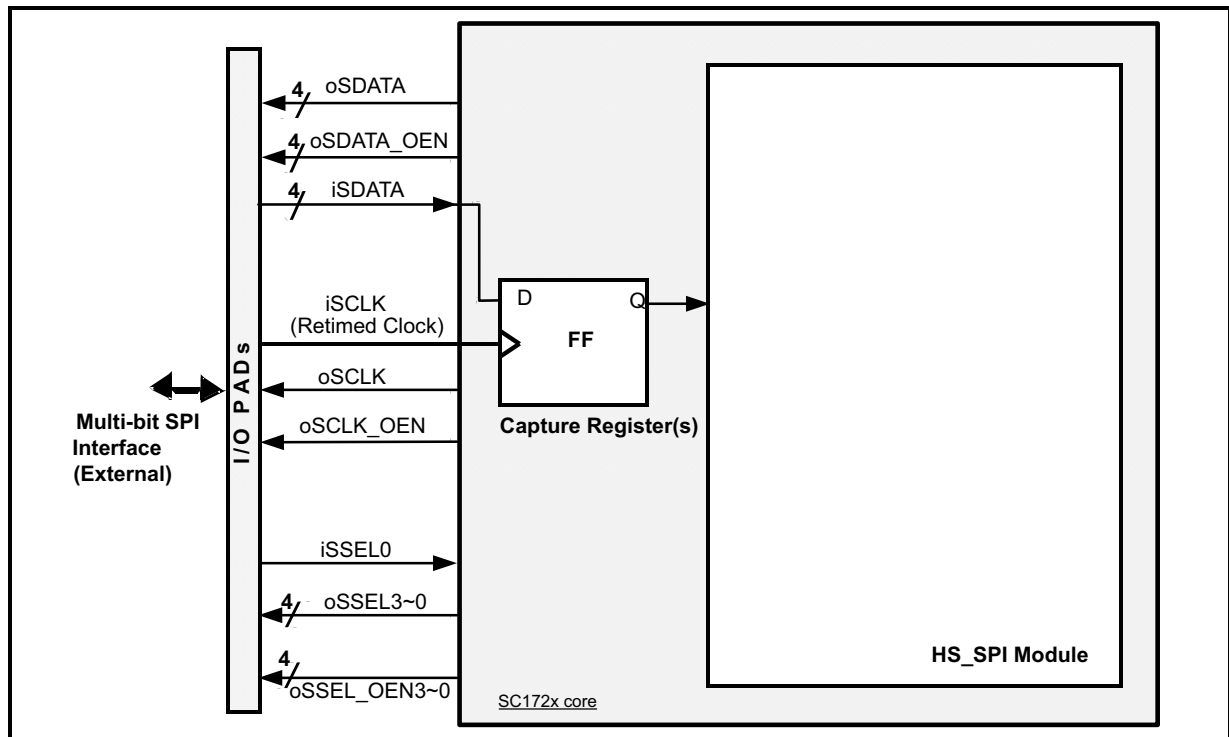 4
oSDATA
4
oSDATA_OEN
4
iSDATA
D
Q
FF
iSCLK
(Retimed Clock)
oSCLK
Capture Register(s)
oSCLK_OEN
I/O PADs
Multi-bit SPI
Interface
(External)
iSSEL0
4
oSSEL3~0
4
oSSEL_OEN3~0
HS_SPI Module
SC172x core